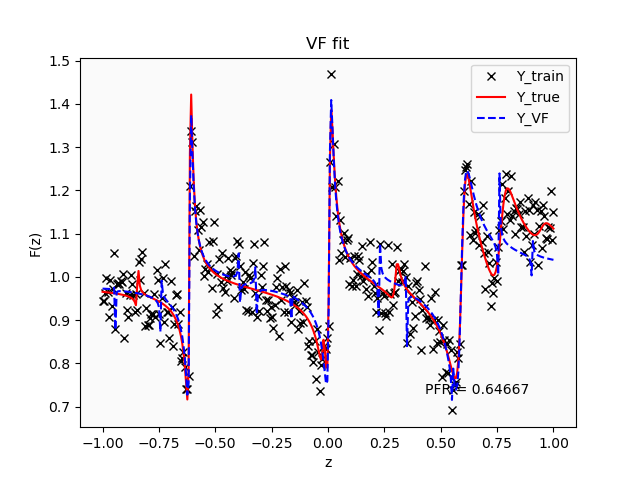 VF fit
Y_train
Y_true
Y_VF
F(z)
1.5
1.4
1.3
1.2
1.1
1.0
0.9
0.8
0.7
PFR = 0.64667
−1.00 −0.75 −0.50 −0.25 0.00 0.25 0.50 0.75 1.00
z